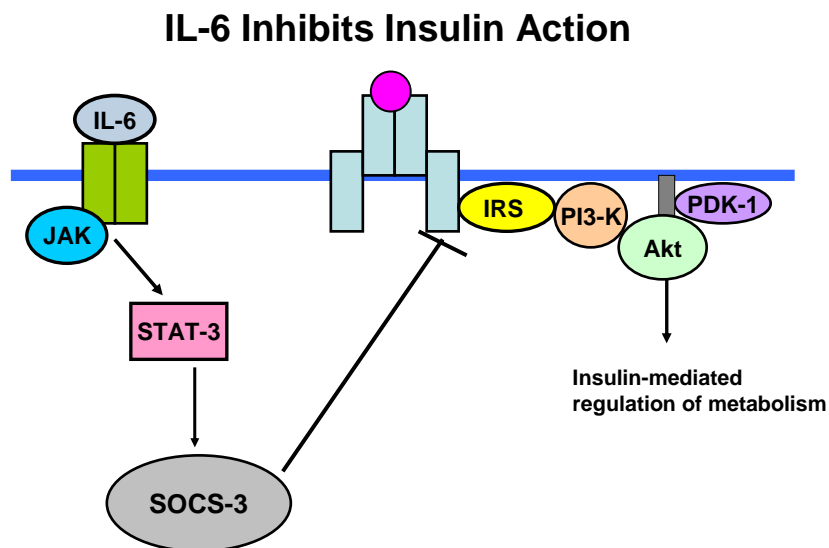 IL-6 Inhibits Insulin Action
IL-6
JAK
STAT-3
SOCS-3
IRS
PI3-K
Akt
PDK-1
Insulin-mediated
regulation of metabolism